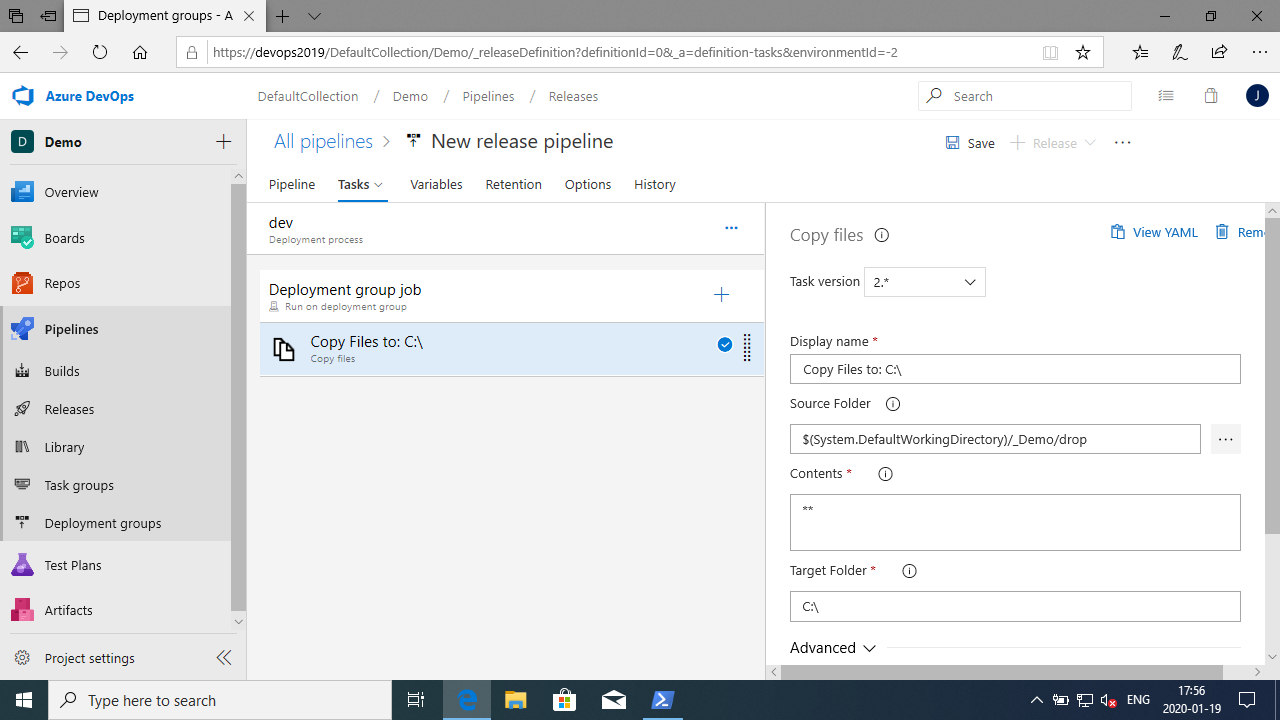 Deployment groups - A
https://devops2019/DefaultCollection/Demo/_releaseDefinition?definitionId=0&_a=definition-tasks&environmentId=-2
Azure DevOps
DefaultCollection / Demo / Pipelines / Releases
Search
J
D Demo
All pipelines > New release pipeline
Save
Release
Overview
Boards
Repos
Pipelines
Builds
Releases
Library
Task groups
Deployment groups
Test Plans
Artifacts
Project settings
Pipeline Tasks Variables Retention Options History
dev
Deployment process
Deployment group job
Run on deployment group
Copy Files to: C:\
Copy files
Copy files
View YAML
Task version 2.*
Display name *
Copy Files to: C:\
Source Folder
$(System.DefaultWorkingDirectory)/_Demo/drop
Contents *
**
Target Folder *
C:\
Advanced
Type here to search
ENG
17:56
2020-01-19